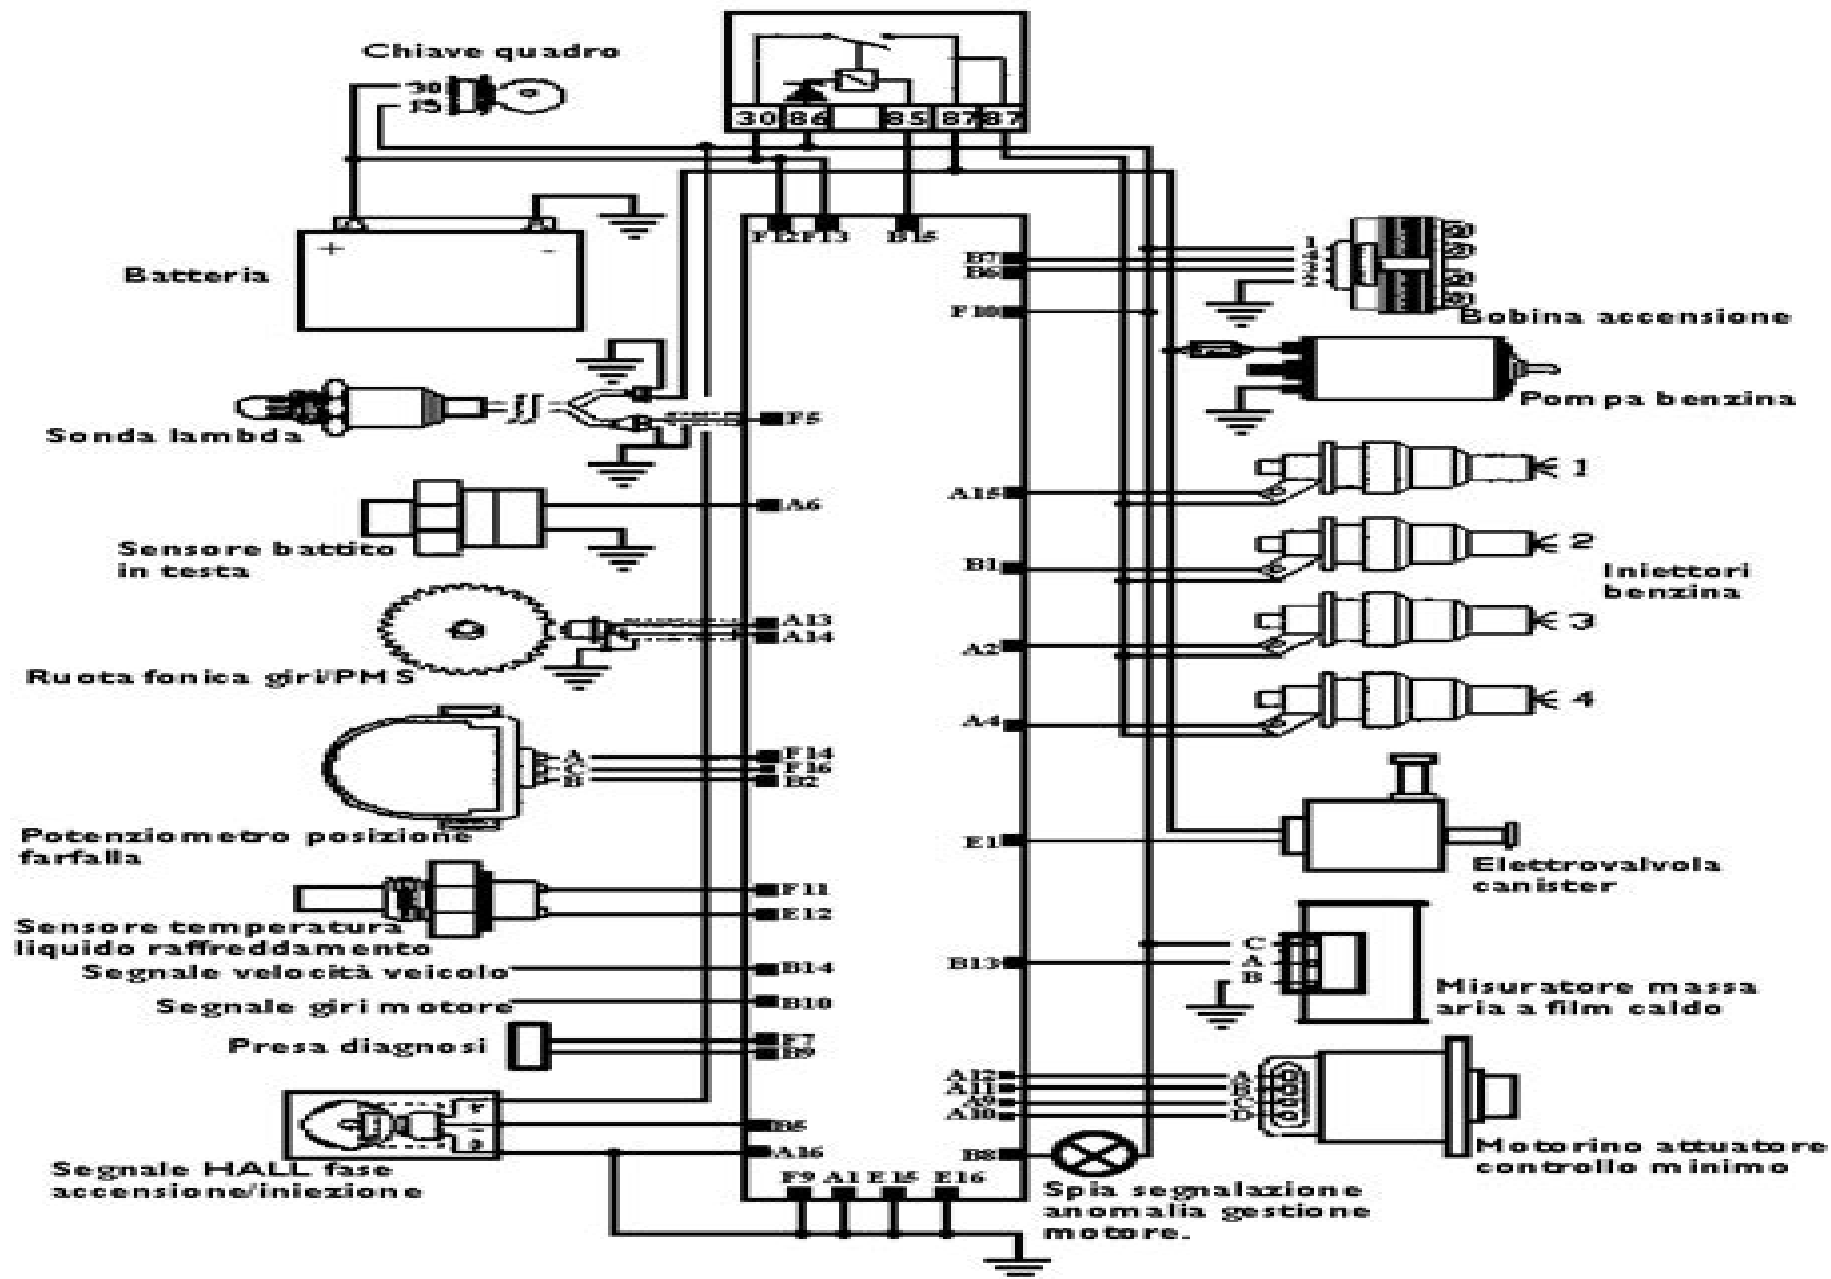 Chiave quadro
30
15
30 86 85 87 87
F12 F13 B15
+ -
Batteria
Sonda lambda
F5
Sensore battito
in testa
A6
Ruota fonica giri/PMS
A13
A14
Potenziometro posizione
farfalla
A
C
B
F14
F16
B2
Sensore temperatura
liquido raffreddamento
F11
E12
Segnale velocità veicolo
B14
Segnale giri motore
B10
Presa diagnosi
F7
B9
Segnale HALL fase
accensione/iniezione
B5
A16
F9 A1 E15 E16
B7
B6
F10
Bobina accensione
Pompa benzina
A15
1
B1
2
Iniettori
benzina
A2
3
A4
4
E1
Elettrovalvola
canister
B13
C
A
B
Misuratore massa
aria a film caldo
A12
A11
A9
A10
Motorino attuatore
controllo minimo
B8
Spia segnalazione
anomalia gestione
motore.